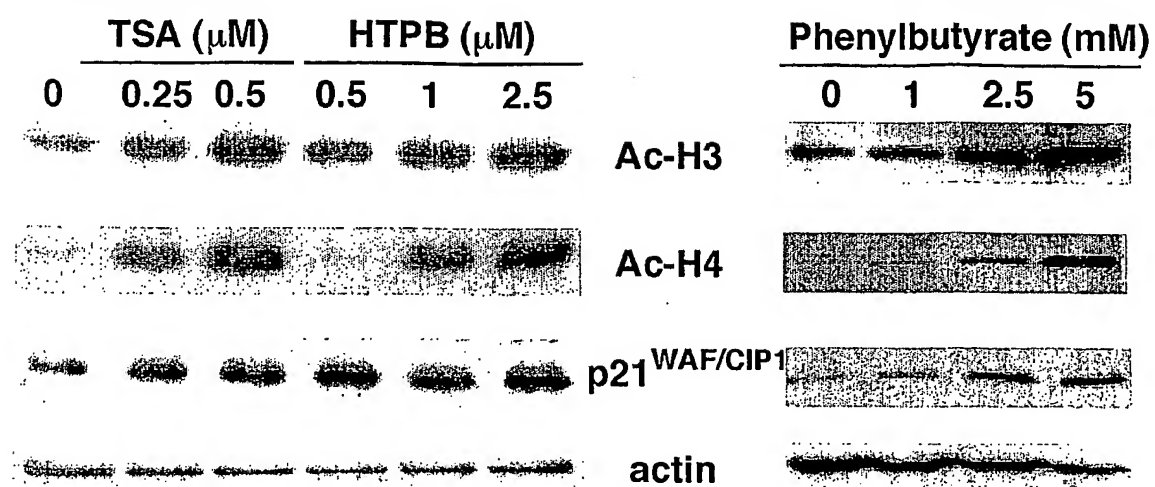 TSA (μM) HTPB (μM) Phenylbutyrate (mM)
0 0.25 0.5 0.5 1 2.5 0 1 2.5 5
Ac-H3
Ac-H4
p21WAF/CIP1
actin